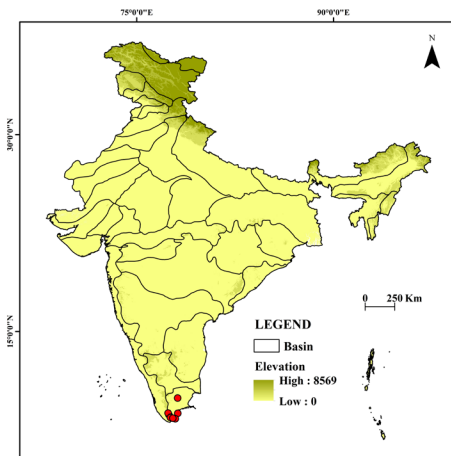 75°0'0"E
90°0'0"E
N
30°0'0"N
0 250 Km
15°0'0"N
LEGEND
Basin
Elevation
High : 8569
Low : 0